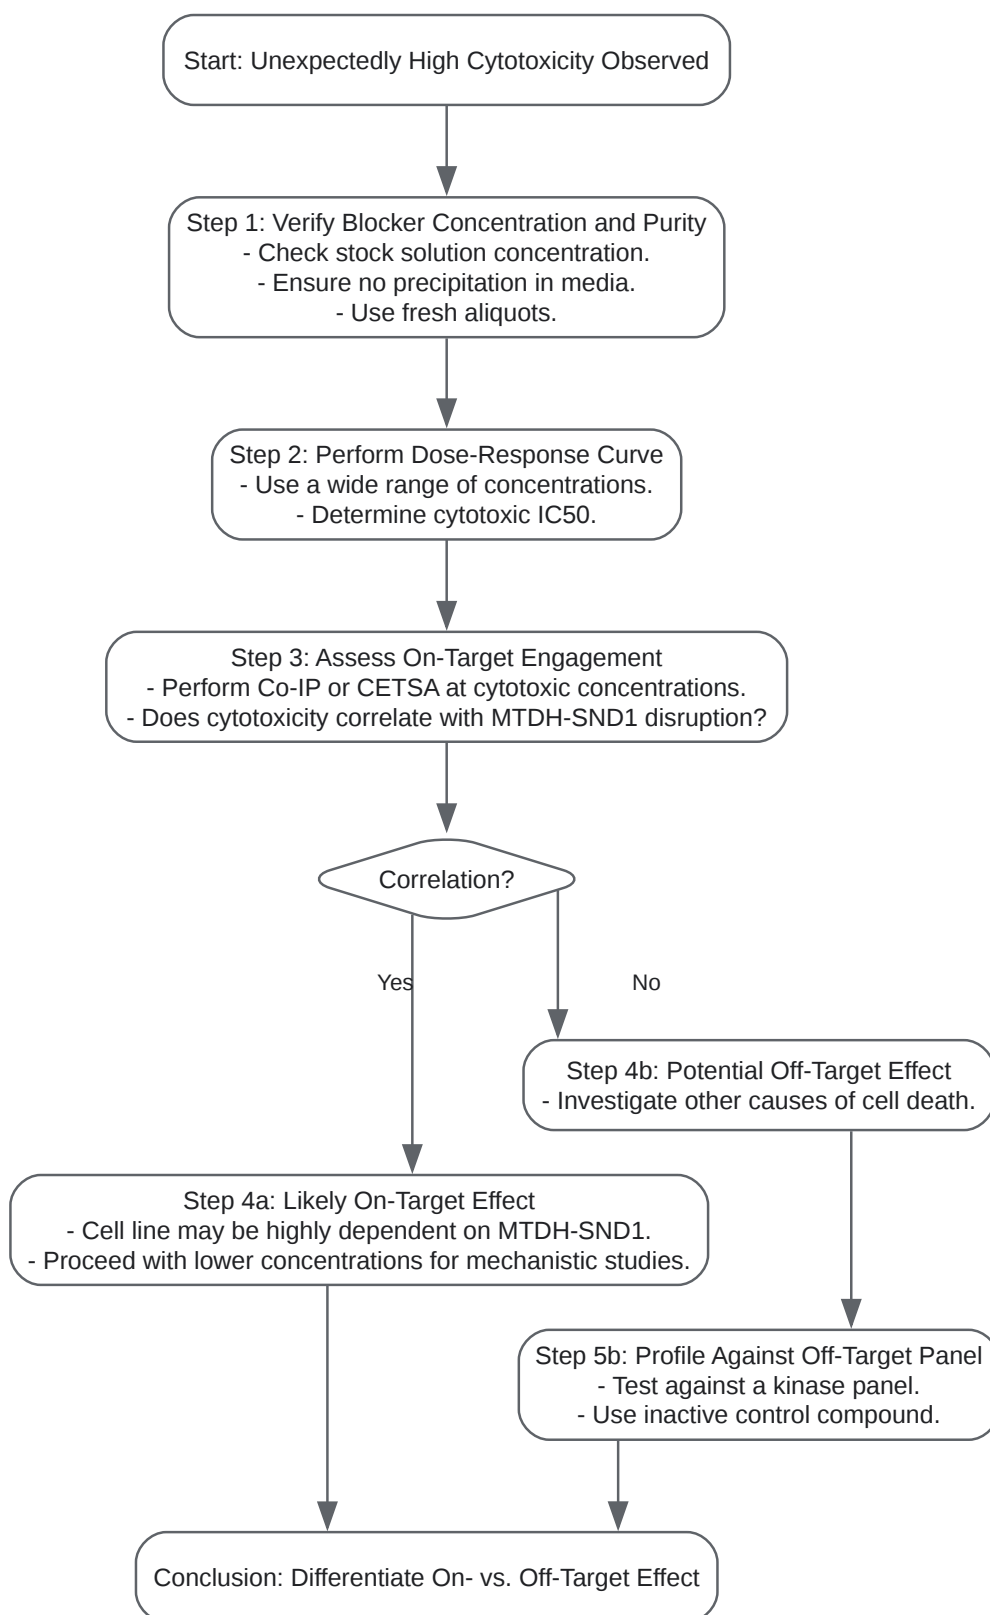 Start: Unexpectedly High Cytotoxicity Observed
Step 1: Verify Blocker Concentration and Purity
- Check stock solution concentration.
- Ensure no precipitation in media.
- Use fresh aliquots.
Step 2: Perform Dose-Response Curve
- Use a wide range of concentrations.
- Determine cytotoxic IC50.
Step 3: Assess On-Target Engagement
- Perform Co-IP or CETSA at cytotoxic concentrations.
- Does cytotoxicity correlate with MTDH-SND1 disruption?
Correlation?
Yes
No
Step 4b: Potential Off-Target Effect
- Investigate other causes of cell death.
Step 4a: Likely On-Target Effect
- Cell line may be highly dependent on MTDH-SND1.
- Proceed with lower concentrations for mechanistic studies.
Step 5b: Profile Against Off-Target Panel
- Test against a kinase panel.
- Use inactive control compound.
Conclusion: Differentiate On- vs. Off-Target Effect